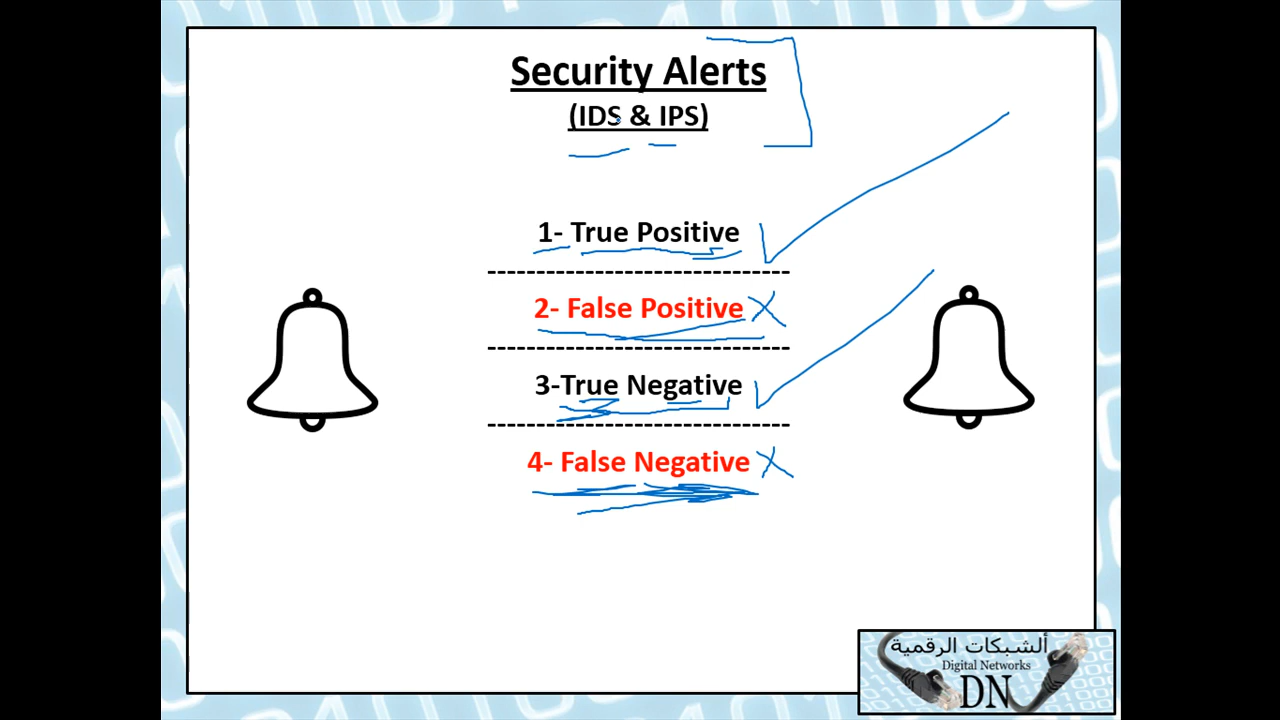 Security Alerts
(IDS & IPS)
1- True Positive
2- False Positive
3-True Negative
4- False Negative
ألشبكات الرقمية
Digital Networks
DN